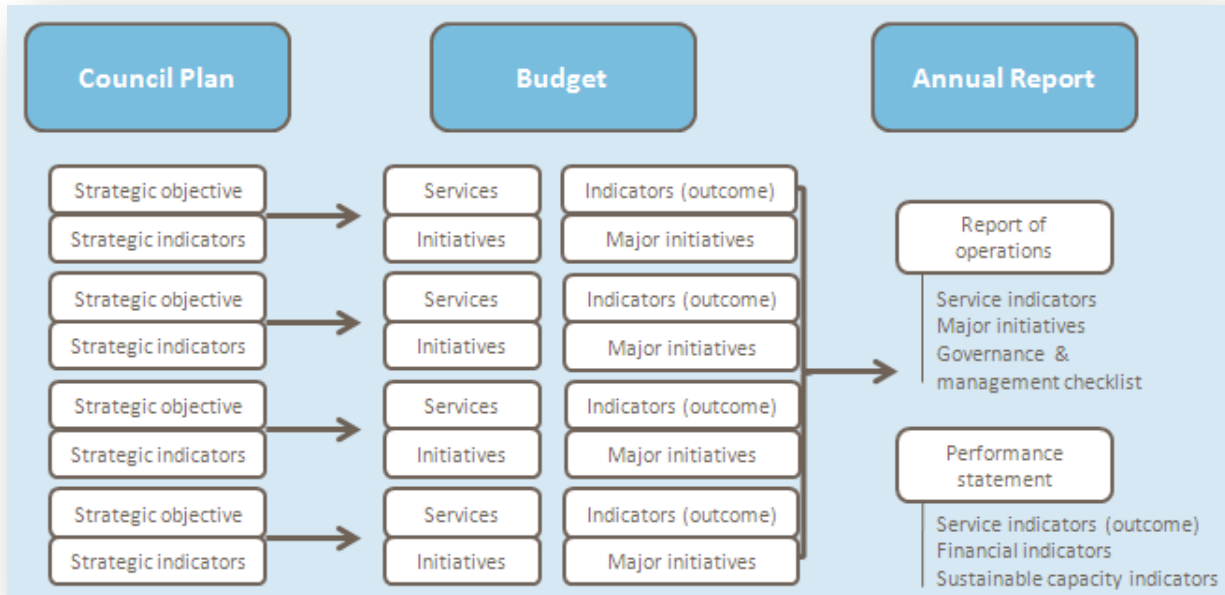 Council Plan
Budget
Annual Report
Strategic objective
Strategic indicators
Services
Initiatives
Indicators (outcome)
Major initiatives
Strategic objective
Strategic indicators
Services
Initiatives
Indicators (outcome)
Major initiatives
Strategic objective
Strategic indicators
Services
Initiatives
Indicators (outcome)
Major initiatives
Strategic objective
Strategic indicators
Services
Initiatives
Indicators (outcome)
Major initiatives
Report of
operations
Service indicators
Major initiatives
Governance &
management checklist
Performance
statement
Service indicators (outcome)
Financial indicators
Sustainable capacity indicators